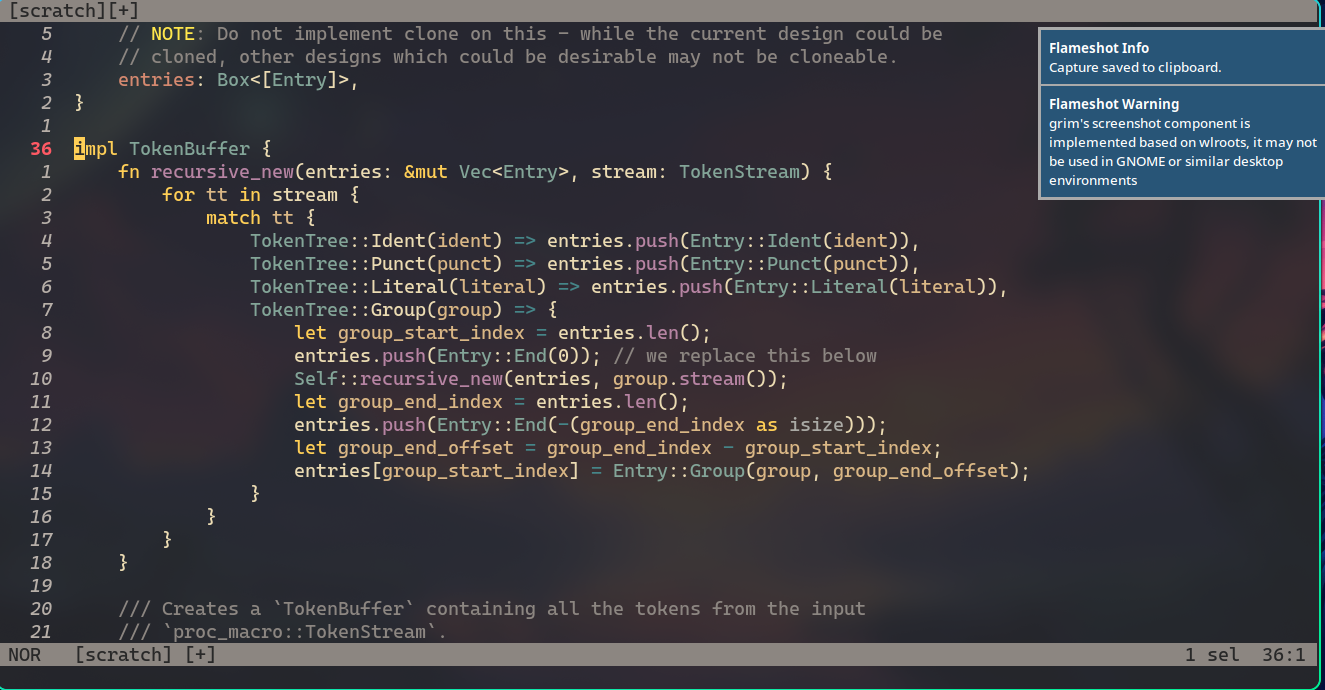 [scratch][+]
5 // NOTE: Do not implement clone on this – while the current design could be
4 // cloned, other designs which could be desirable may not be cloneable.
3 entries: Box<[Entry]>,
2 }
1
36 impl TokenBuffer {
1 fn recursive_new(entries: &mut Vec<Entry>, stream: TokenStream) {
2 for tt in stream {
3 match tt {
4 TokenTree::Ident(ident) => entries.push(Entry::Ident(ident)),
5 TokenTree::Punct(punct) => entries.push(Entry::Punct(punct)),
6 TokenTree::Literal(literal) => entries.push(Entry::Literal(literal)),
7 TokenTree::Group(group) => {
8 let group_start_index = entries.len();
9 entries.push(Entry::End(0)); // we replace this below
10 Self::recursive_new(entries, group.stream());
11 let group_end_index = entries.len();
12 entries.push(Entry::End(-(group_end_index as isize)));
13 let group_end_offset = group_end_index - group_start_index;
14 entries[group_start_index] = Entry::Group(group, group_end_offset);
15 }
16 }
17 }
18 }
19
20 /// Creates a `TokenBuffer` containing all the tokens from the input
21 /// `proc_macro::TokenStream`.
NOR [scratch] [+] 1 sel 36:1
Flameshot Info
Capture saved to clipboard.
Flameshot Warning
grim's screenshot component is
implemented based on wlroots, it may not
be used in GNOME or similar desktop
environments